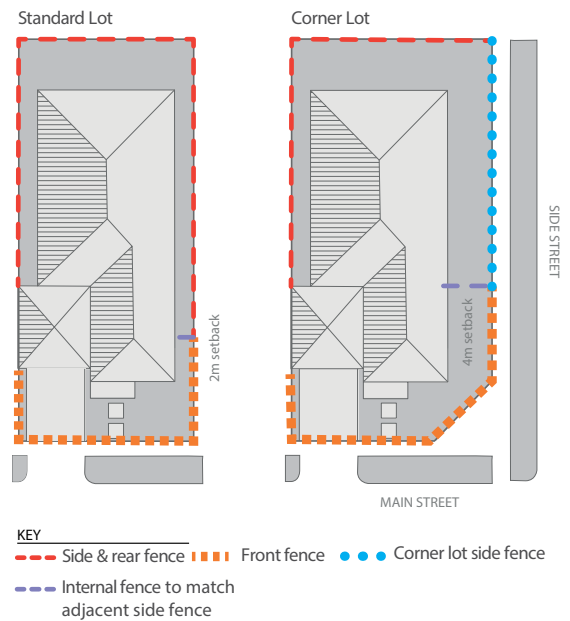 Standard Lot
Corner Lot
SIDE STREET
2m setback
4m setback
MAIN STREET
KEY
Side & rear fence
Front fence
Corner lot side fence
Internal fence to match
adjacent side fence